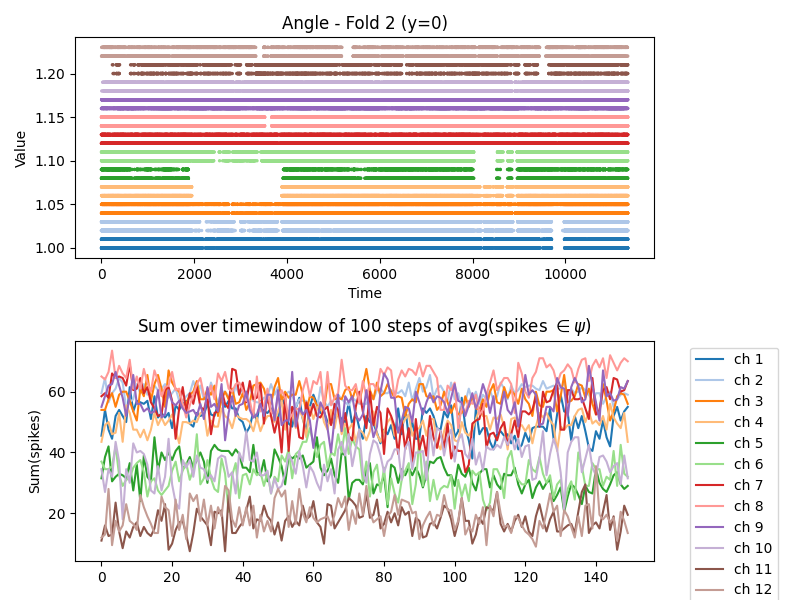 Angle - Fold 2 (y=0)
Value
1.20
1.15
1.10
1.05
1.00
0 2000 4000 6000 8000 10000
Time
Sum over timewindow of 100 steps of avg(spikes ∈ψ)
Sum(spikes)
60
40
20
0 20 40 60 80 100 120 140
ch 1
ch 2
ch 3
ch 4
ch 5
ch 6
ch 7
ch 8
ch 9
ch 10
ch 11
ch 12